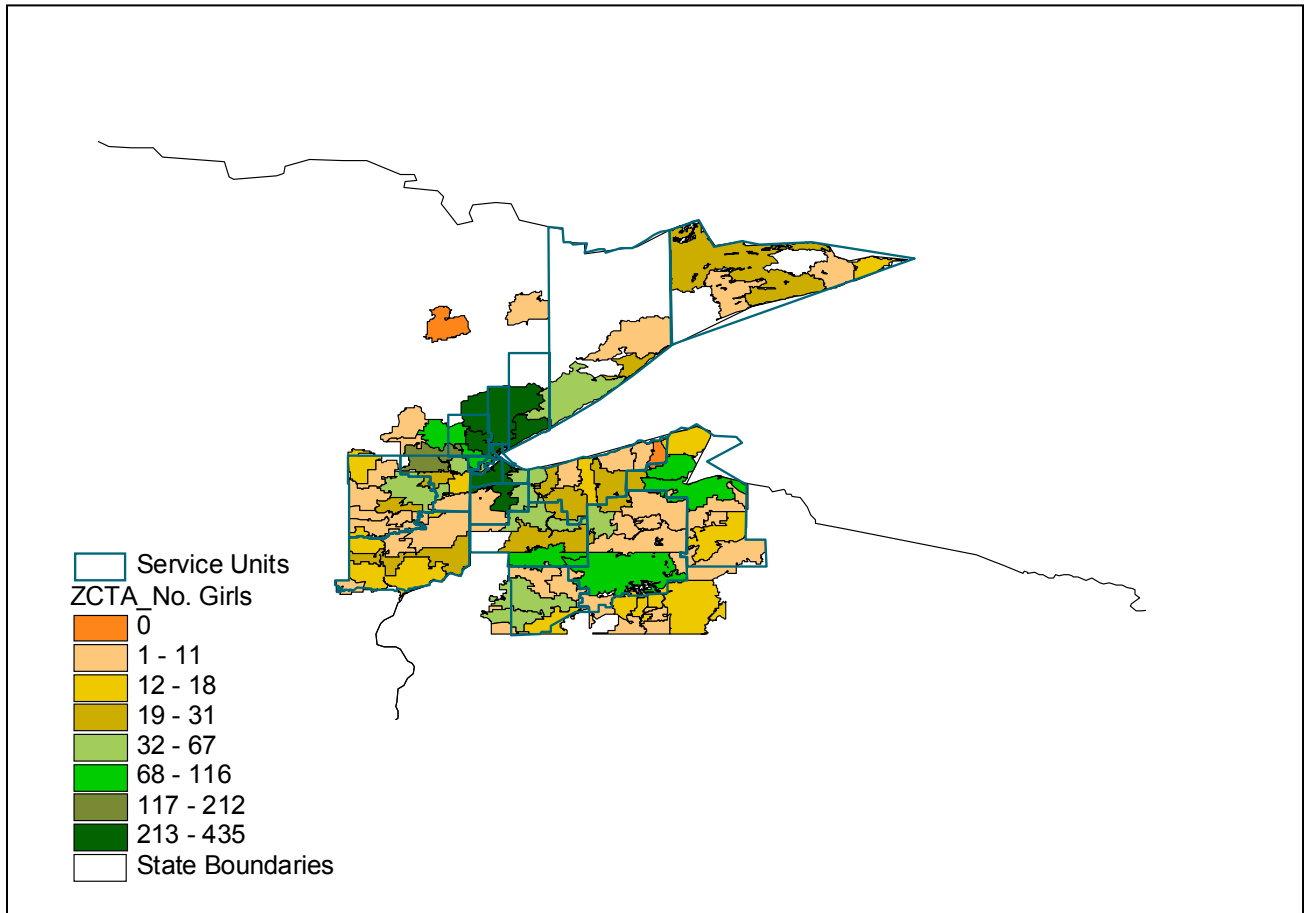 Service Units
ZCTA_No. Girls
0
1 - 11
12 - 18
19 - 31
32 - 67
68 - 116
117 - 212
213 - 435
State Boundaries